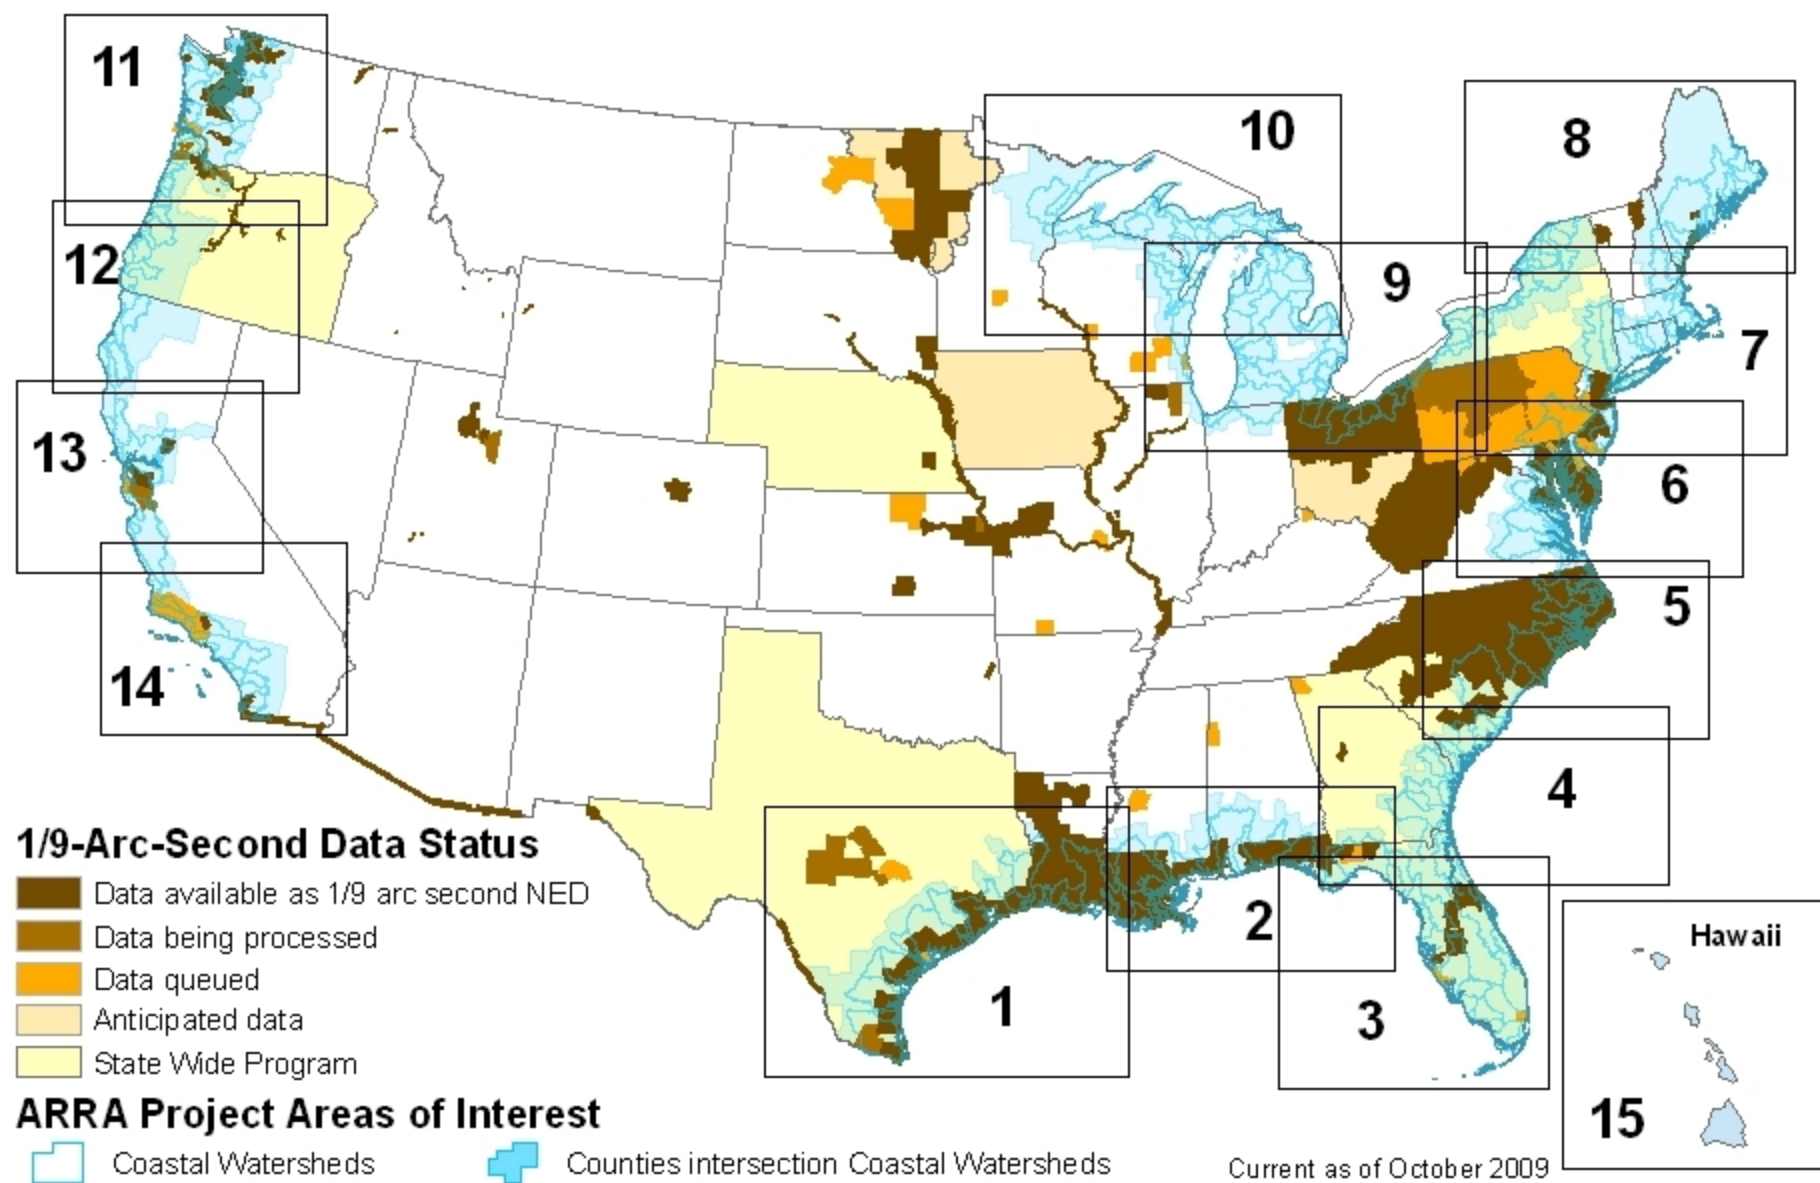 11
10
8
12
9
7
13
6
5
14
4
1/9-Arc-Second Data Status
Data available as 1/9 arc second NED
Data being processed
Data queued
Anticipated data
State Wide Program
2
Hawaii
1
3
15
ARRA Project Areas of Interest
Coastal Watersheds
Counties intersection Coastal Watersheds
Current as of October 2009